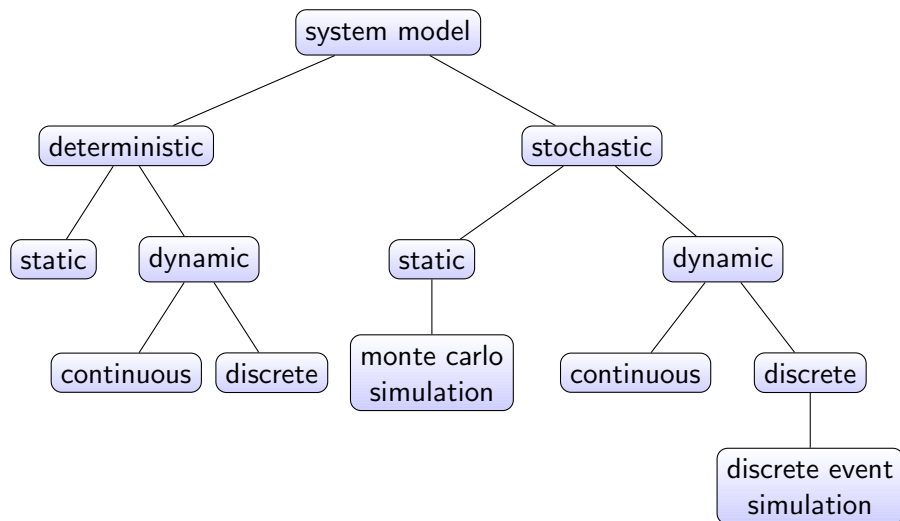 system model
deterministic
stochastic
static
dynamic
static
dynamic
continuous
discrete
monte carlo
simulation
continuous
discrete
discrete event
simulation